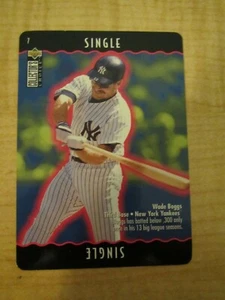 7
SINGLE
COLLECTOR'S
CHOICE
Wade Boggs
Base • New York Yankees
has batted below .300 only
in his 13 big league seasons.
SINGLE